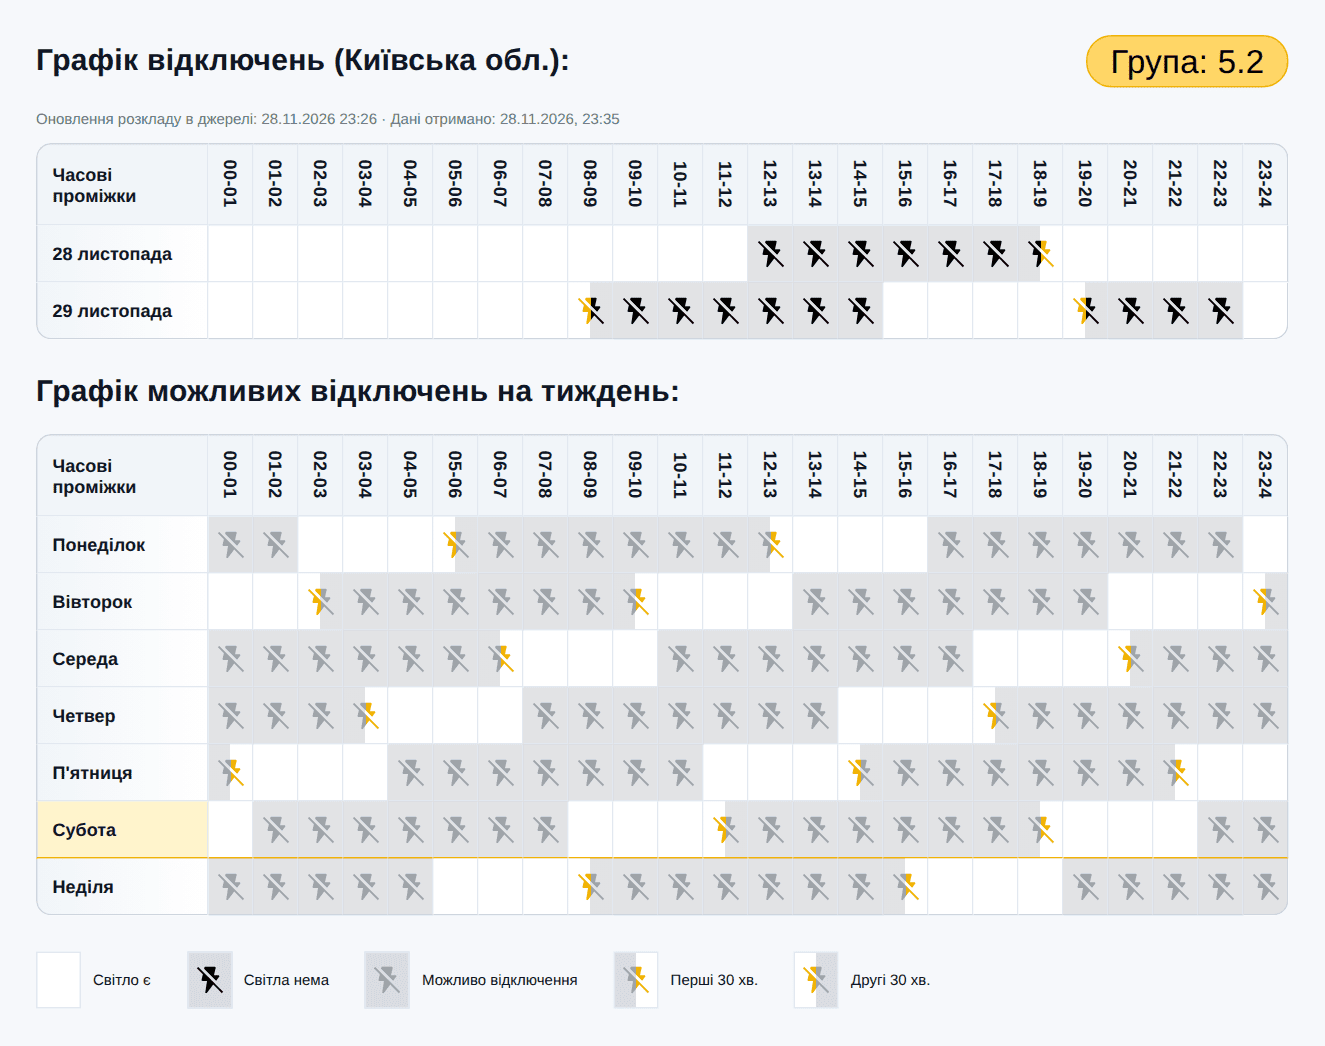 Графік відключень (Київська обл.):
Група: 5.2
Оновлення розкладу в джерелі: 28.11.2026 23:26 · Дані отримано: 28.11.2026, 23:35
Часові
проміжки
00-01 01-02 02-03 03-04 04-05 05-06 06-07 07-08 08-09 09-10 10-11 11-12 12-13 13-14 14-15 15-16 16-17 17-18 18-19 19-20 20-21 21-22 22-23 23-24
28 листопада
29 листопада
Графік можливих відключень на тиждень:
Часові
проміжки
00-01 01-02 02-03 03-04 04-05 05-06 06-07 07-08 08-09 09-10 10-11 11-12 12-13 13-14 14-15 15-16 16-17 17-18 18-19 19-20 20-21 21-22 22-23 23-24
Понеділок
Вівторок
Середа
Четвер
П'ятниця
Субота
Неділя
Світло є
Світла нема
Можливо відключення
Перші 30 хв.
Другі 30 хв.